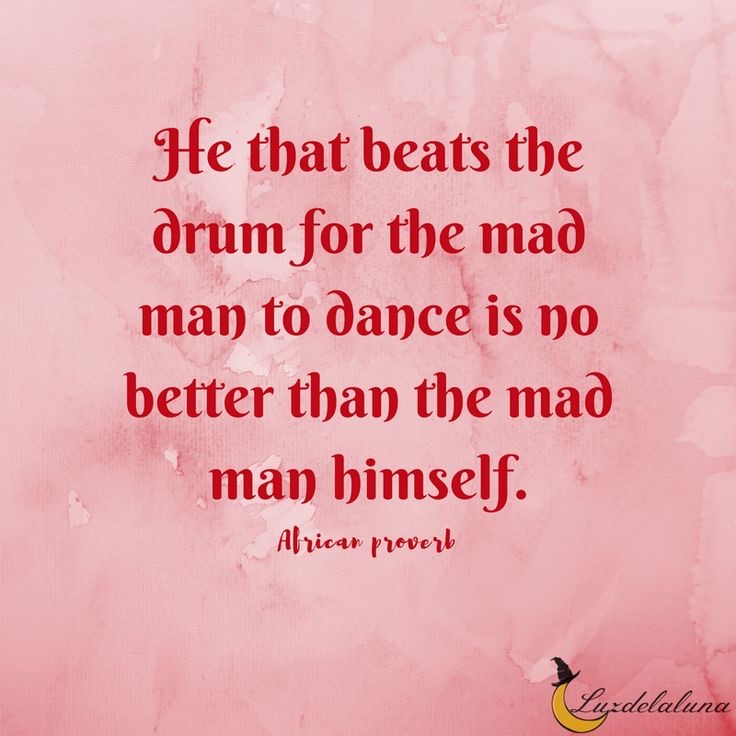 He that beats the
drum for the mad
man to dance is no
better than the mad
man himself.
African proverb
Luzdelaluna